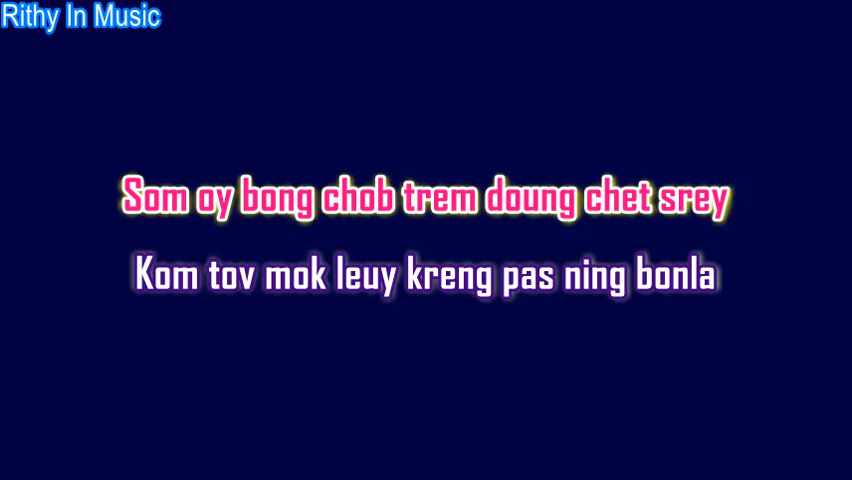 Rithy In Music
Som oy bong chob trem doung chet srey
Kom tov mok leuy kreng pas ning bonla